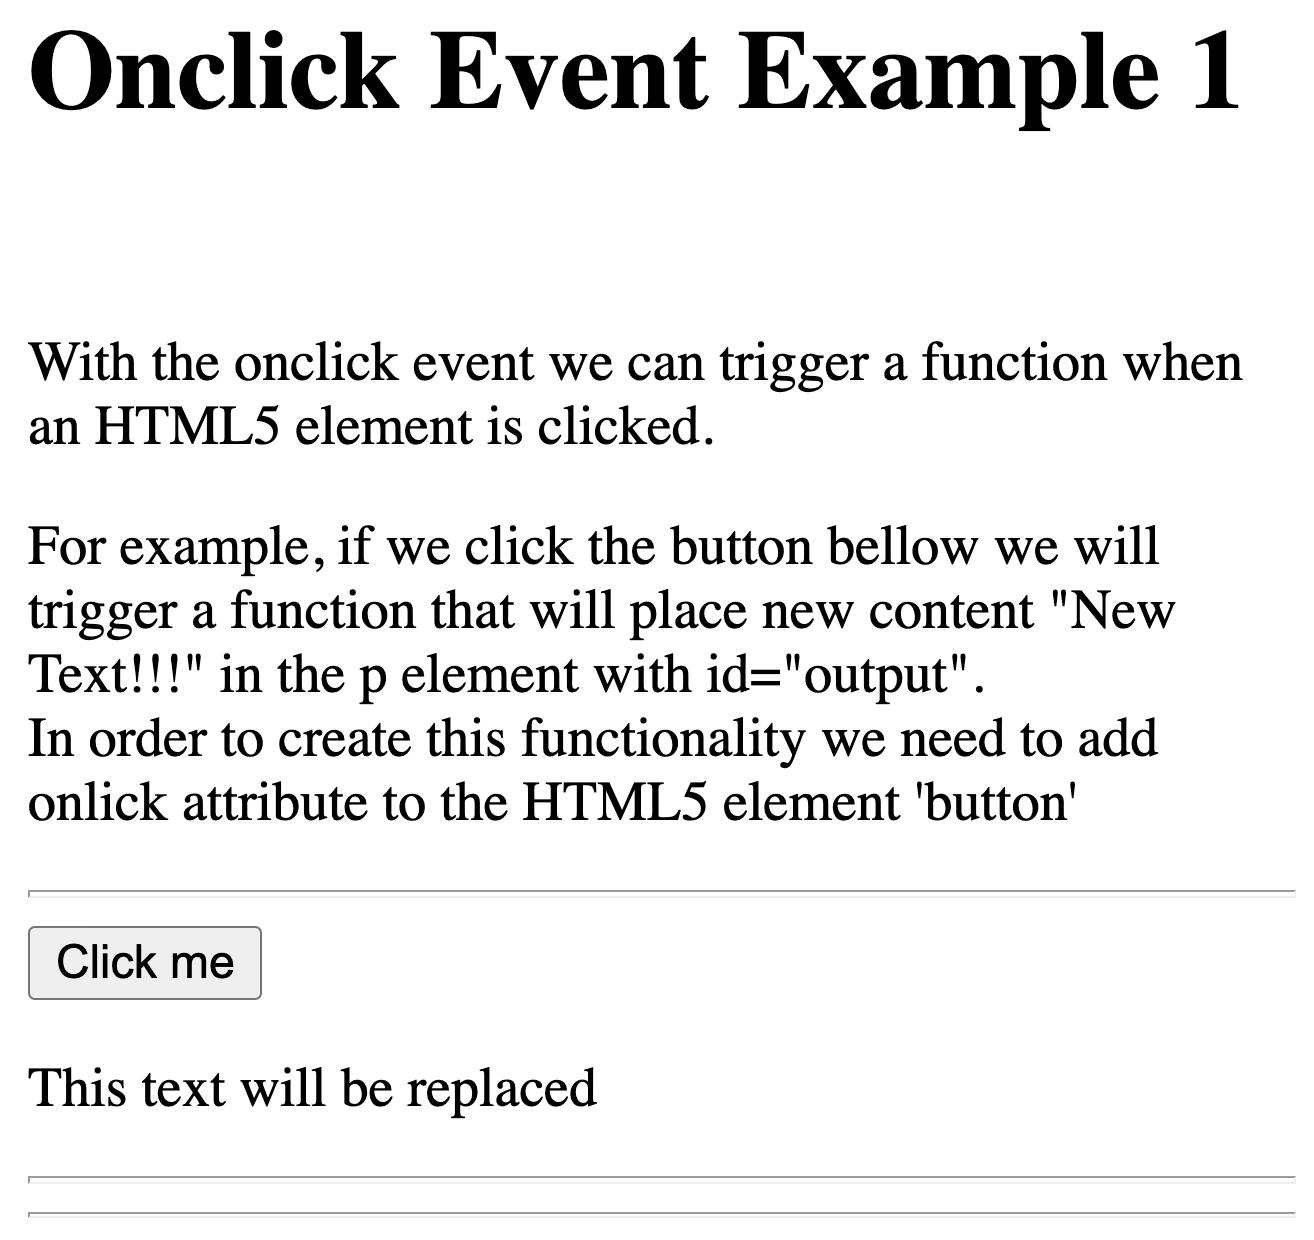 Onclick Event Example 1
With the onclick event we can trigger a function when
an HTML5 element is clicked.
For example, if we click the button bellow we will
trigger a function that will place new content "New
Text!!!" in the p element with id="output".
In order to create this functionality we need to add
onlick attribute to the HTML5 element 'button'
Click me
This text will be replaced